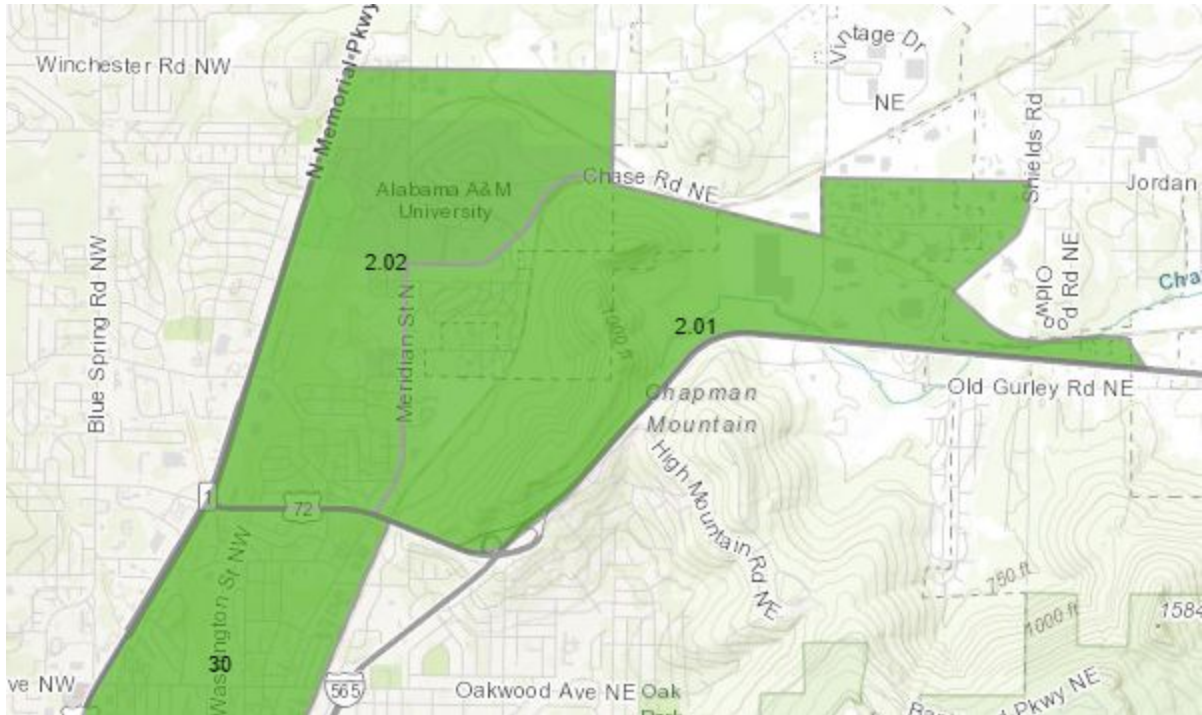 Winchester Rd NW
N Memorial Pkwy
Vintage Dr
NE
Shields Rd
Jordan
Alabama A&M
University
Chase Rd NE
2.02
Blue Spring Rd NW
Meridian St N
1000 ft
2.01
Oldwood Rd NE
Old Gurley Rd NE
Chapman
Mountain
High Mountain Rd NE
1
72
Washington St NW
750 ft
1000 ft
1584
30
ve NW
565
Oakwood Ave NE
Oak